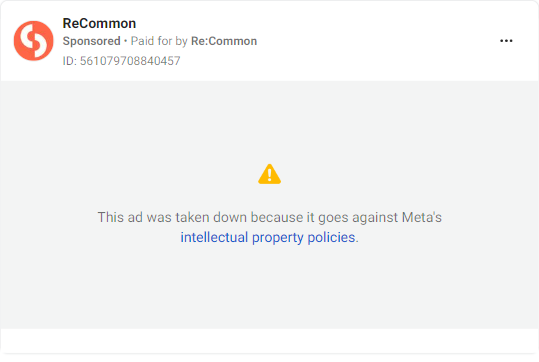 ReCommon
Sponsored • Paid for by Re:Common
ID: 561079708840457
This ad was taken down because it goes against Meta's
intellectual property policies.